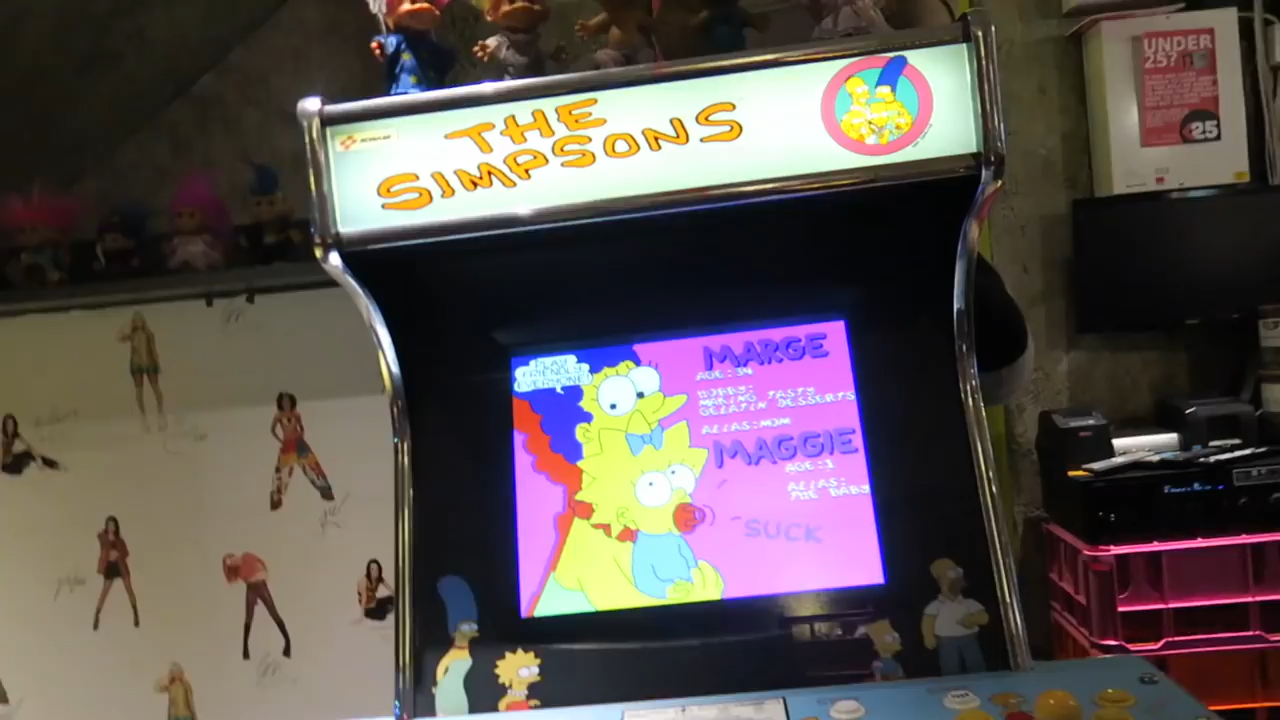 UNDER
25?
25
KONAMI
THE
SIMPSONS
PLAY
FRIENDLY
EVERYONE!
MARGE
AGE:34
HOBBY:
MAKING TASTY
GELATIN DESSERTS
ALIAS:MOM
MAGGIE
AGE:1
ALIAS:
THE BABY
SUCK